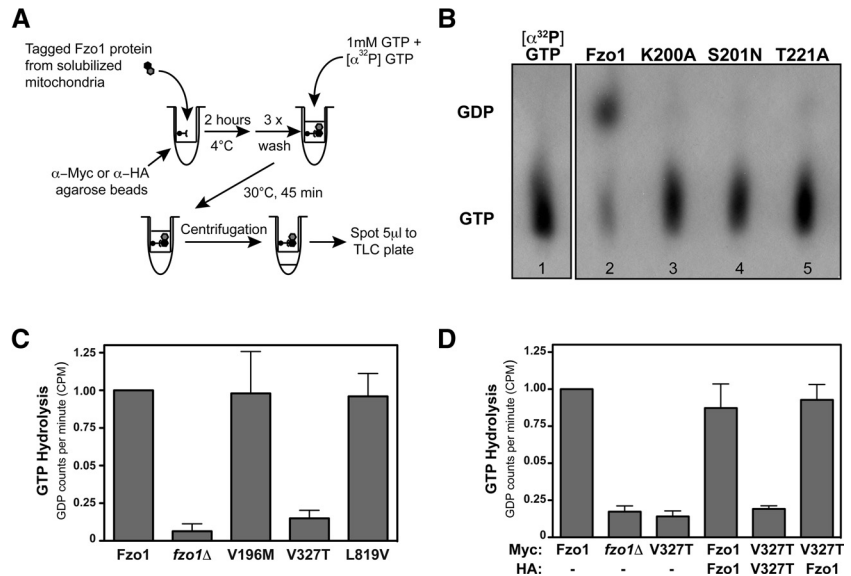 A
Tagged Fzo1 protein
from solubilized
mitochondria
1mM GTP +
[α32P] GTP
2 hours
4°C
3 x
wash
α–Myc or α–HA
agarose beads
30°C, 45 min
Centrifugation
Spot 5μl to
TLC plate
B
[α32P]
GTP
Fzo1 K200A S201N T221A
GDP
GTP
1 2 3 4 5
C
GTP Hydrolysis
GDP counts per minute (CPM)
1.25
1.00
0.75
0.05
0.25
0
Fzo1 fzo1Δ V196M V327T L819V
D
GTP Hydrolysis
GDP counts per minute (CPM)
1.25
1.00
0.75
0.50
0.25
0
Myc: Fzo1 fzo1Δ V327T Fzo1 V327T V327T
HA: - - - Fzo1 V327T Fzo1